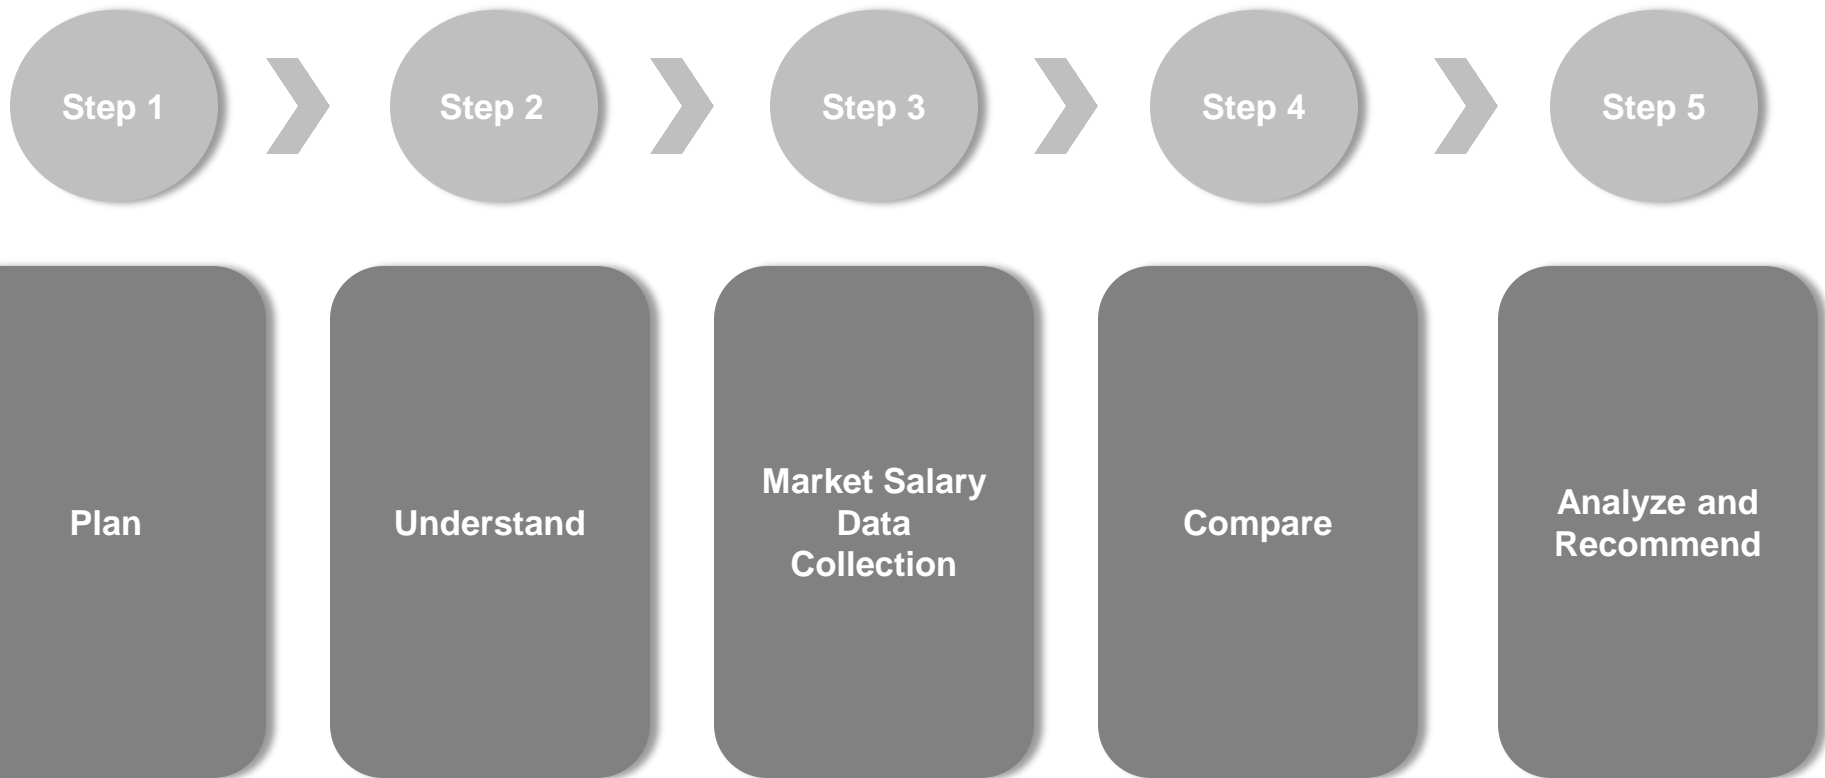 Step 1
Step 2
Step 3
Step 4
Step 5
Plan
Understand
Market Salary
Data
Collection
Compare
Analyze and
Recommend